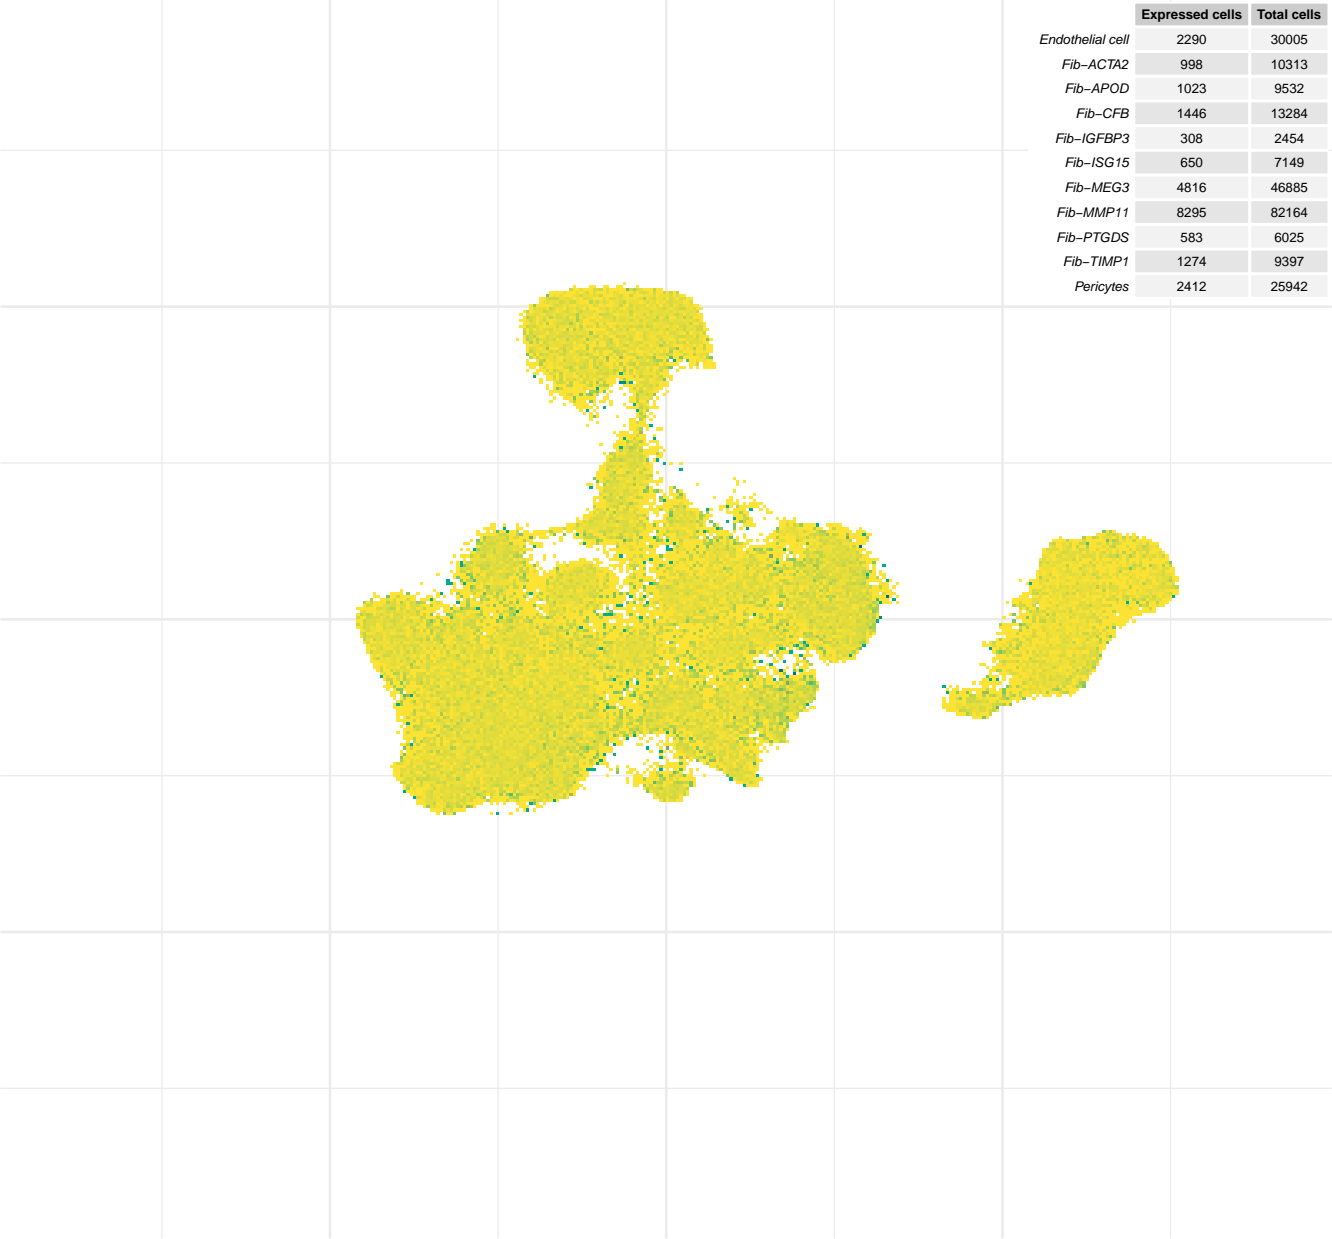 Expressed cells Total cells
Endothelial cell 2290 30005
Fib−ACTA2 998 10313
Fib−APOD 1023 9532
Fib−CFB 1446 13284
Fib−IGFBP3 308 2454
Fib−ISG15 650 7149
Fib−MEG3 4816 46885
Fib−MMP11 8295 82164
Fib−PTGDS 583 6025
Fib−TIMP1 1274 9397
Pericytes 2412 25942